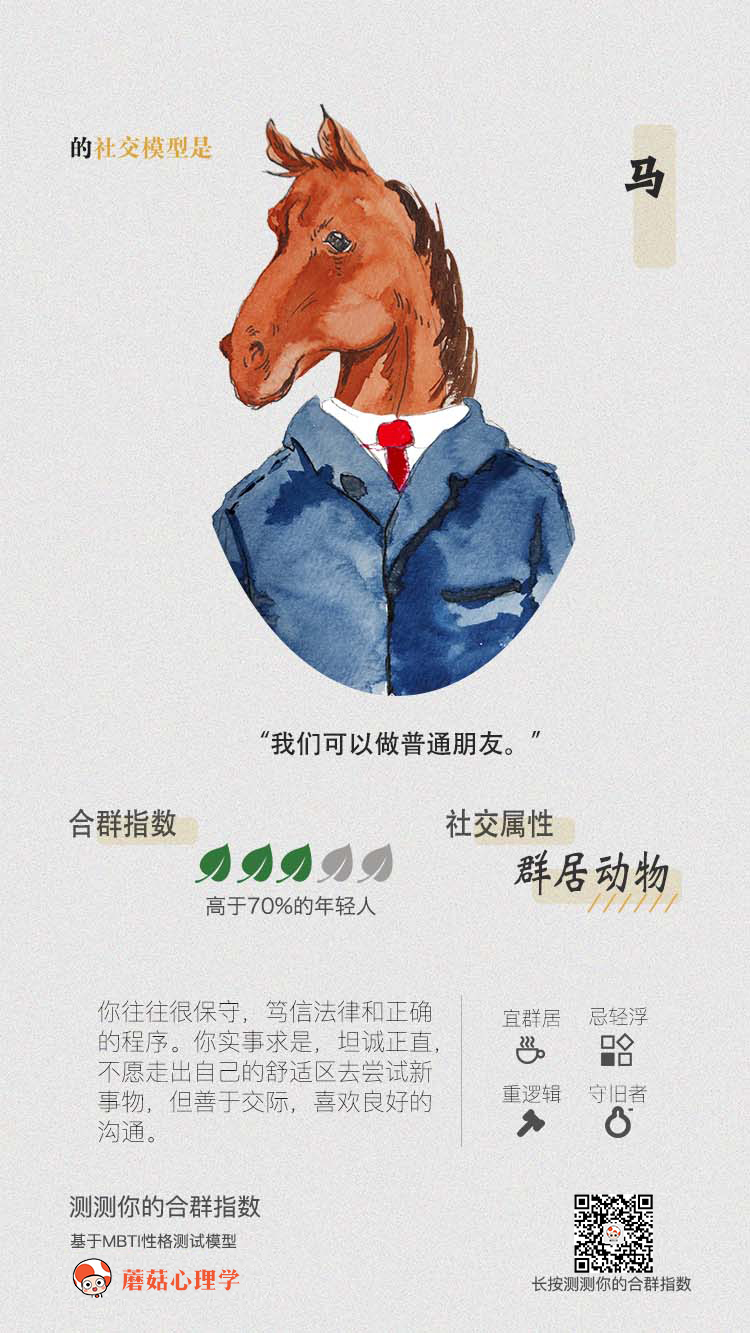 的社交模型是
马
“我们可以做普通朋友。”
合群指数
高于70%的年轻人
社交属性
群居动物
你往往很保守，笃信法律和正确
的程序。你实事求是，坦诚正直，
不愿走出自己的舒适区去尝试新
事物，但善于交际，喜欢良好的
沟通。
宜群居
忌轻浮
重逻辑
守旧者
测测你的合群指数
基于MBTI性格测试模型
蘑菇心理学
长按测测你的合群指数